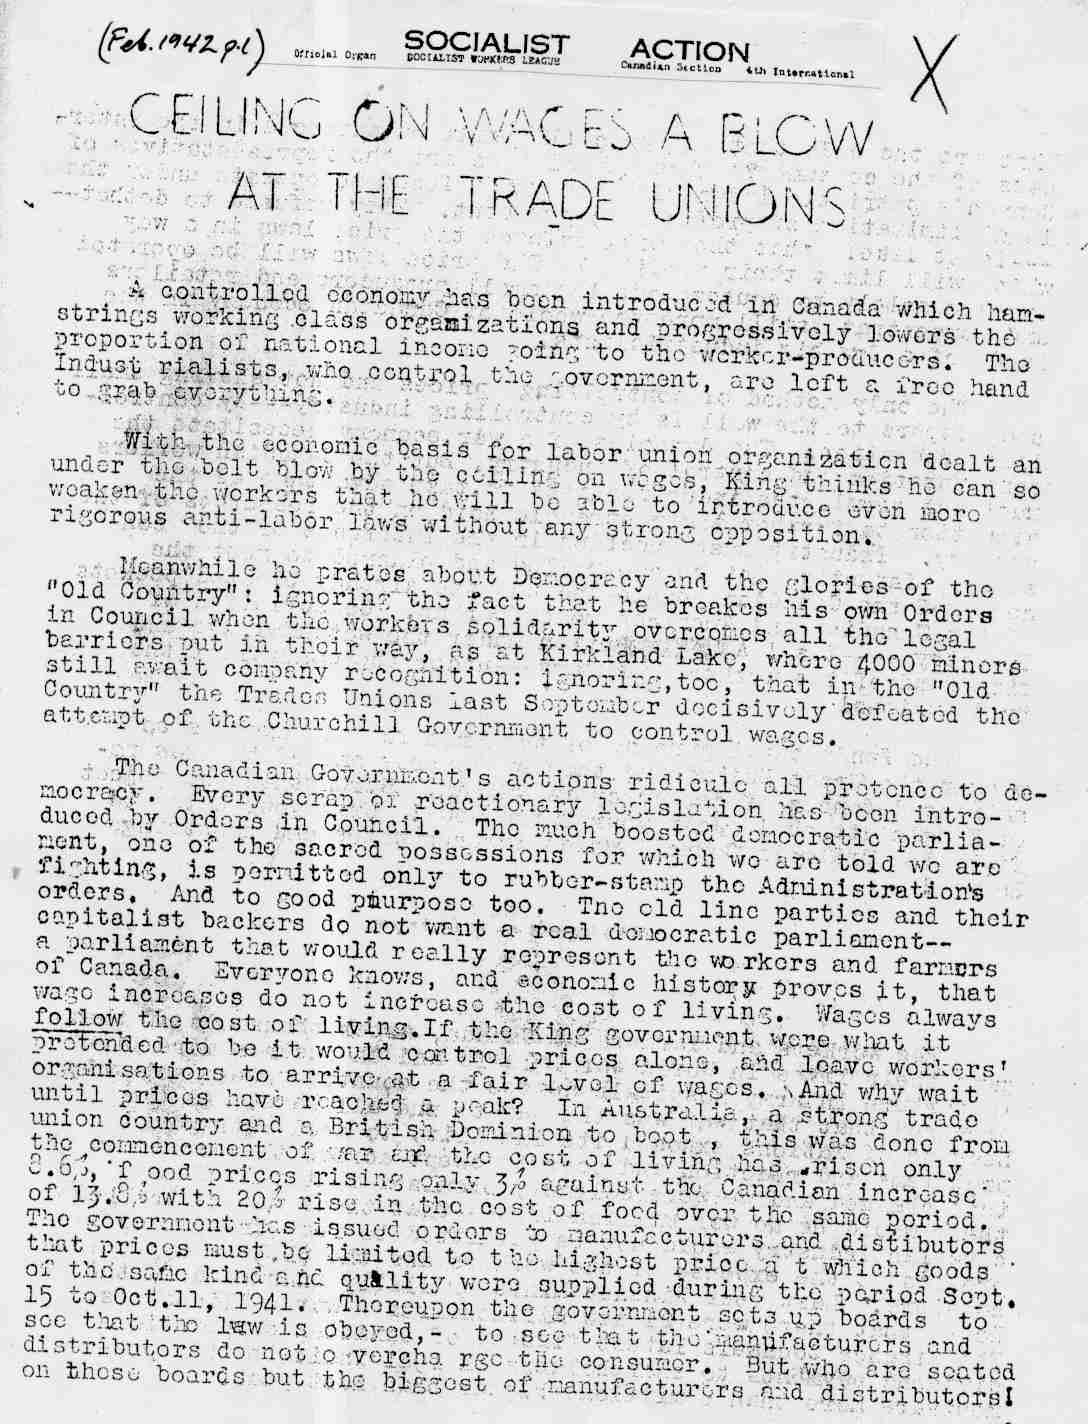 (Feb. 1942 p.1)
Official Organ SOCIALIST ACTION
SOCIALIST WORKERS LEAGUE Canadian Section 4th International
X
CEILING ON WAGES A BLOW
AT THE TRADE UNIONS
A controlled economy has been introduced in Canada which ham-
strings working class organizations and progressively lowers the
proportion of national income going to the worker-producers. The
Indust rialists, who control the government, are left a free hand
to grab everything.
With the economic basis for labor union organization dealt an
under the belt blow by the ceiling on wages, King thinks he can so
weaken the workers that he will be able to introduce even more
rigorous anti-labor laws without any strong opposition.
Meanwhile he prates about Democracy and the glories of the
"Old Country": ignoring the fact that he breakes his own Orders
in Council when the workers solidarity overcomes all the legal
barriers put in their way, as at Kirkland Lake, where 4000 miners
still await company recognition: ignoring,too, that in the "Old
Country" the Trades Unions last September decisively defeated the
attempt of the Churchill Government to control wages.
The Canadian Government's actions ridicule all pretence to de-
mocracy. Every scrap of reactionary legislation has been intro-
duced by Orders in Council. The much boosted democratic parlia-
ment, one of the sacred possessions for which we are told we are
fighting, is permitted only to rubber-stamp the Administration's
orders. And to good purpose too. The old line parties and their
capitalist backers do not want a real democratic parliament--
a parliament that would really represent the workers and farmers
of Canada. Everyone knows, and economic history proves it, that
wage increases do not increase the cost of living. Wages always
follow the cost of living.If the King government were what it
pretended to be it would control prices alone, and leave workers'
organisations to arrive at a fair level of wages. And why wait
until prices have reached a peak? In Australia, a strong trade
union country and a British Dominion to boot , this was done from
the commencement of war and the cost of living has risen only
8.6%, f ood prices rising only 3% against the Canadian increase
of 13.8% with 20% rise in the cost of food over the same period.
The government has issued orders to manufacturers and distibutors
that prices must be limited to the highest price a t which goods
of the same kind and quality were supplied during the period Sept.
15 to Oct.11, 1941. Thereupon the government sets up boards to
see that the law is obeyed,- to see that the manufacturers and
distributors do not o vercha rge the consumer. But who are seated
on these boards but the biggest of manufacturers and distributors!